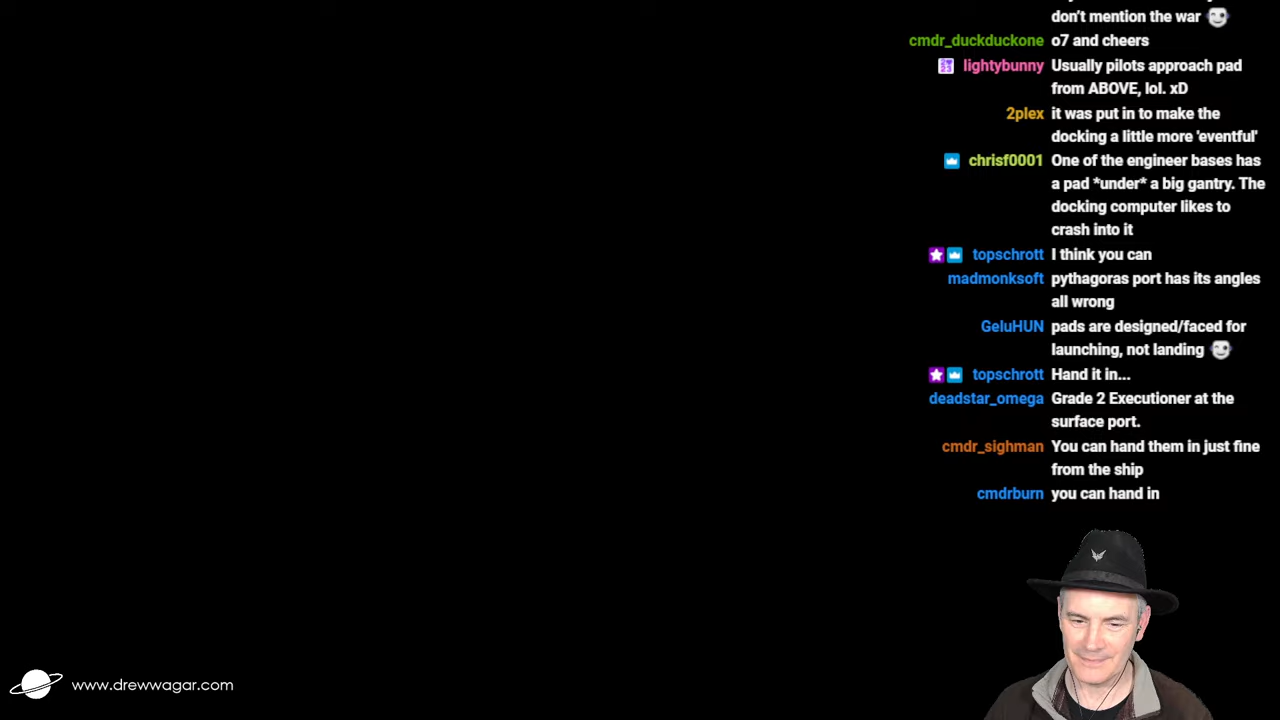 don't mention the war
cmdr_duckduckone o7 and cheers
lightybunny Usually pilots approach pad
from ABOVE, lol. xD
2plex it was put in to make the
docking a little more 'eventful'
chrisf0001 One of the engineer bases has
a pad *under* a big gantry. The
docking computer likes to
crash into it
topschrott I think you can
madmonksoft pythagoras port has its angles
all wrong
GeluHUN pads are designed/faced for
launching, not landing
topschrott Hand it in...
deadstar_omega Grade 2 Executioner at the
surface port.
cmdr_sighman You can hand them in just fine
from the ship
cmdrburn you can hand in
www.drewwagar.com